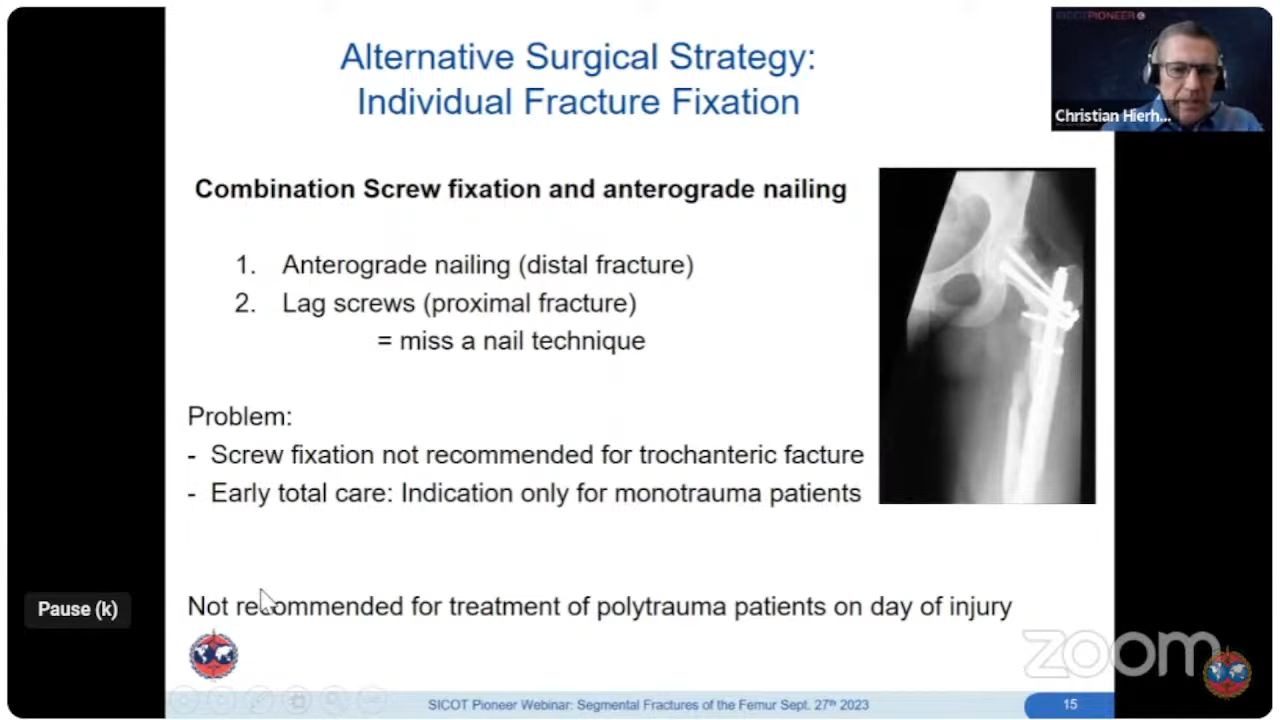 Alternative Surgical Strategy:
Individual Fracture Fixation
SICOT PIONEER
Christian Hierh...
Combination Screw fixation and anterograde nailing
1. Anterograde nailing (distal fracture)
2. Lag screws (proximal fracture)
= miss a nail technique
Problem:
- Screw fixation not recommended for trochanteric facture
- Early total care: Indication only for monotrauma patients
Pause (k)
Not recommended for treatment of polytrauma patients on day of injury
zoom
SICOT Pioneer Webinar: Segmental Fractures of the Femur Sept. 27th 2023
15